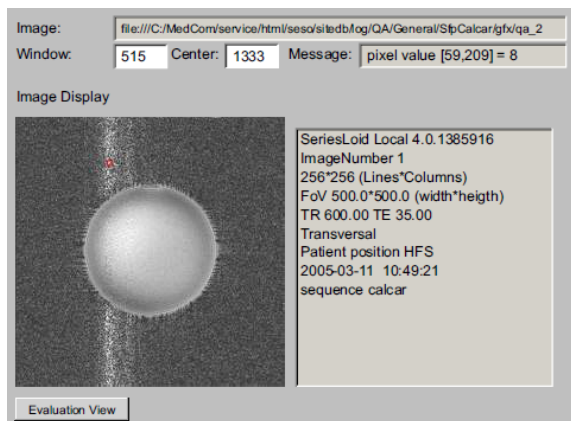 Image: file:///C:/MedCom/service/html/seso/sitedb/log/QA/General/SfpCalcar/gfx/qa_2
Window: 515 Center: 1333 Message: pixel value [59,209] = 8
Image Display
SeriesLoid Local 4.0.1385916
ImageNumber 1
256*256 (Lines*Columns)
FoV 500.0*500.0 (width*heigth)
TR 600.00 TE 35.00
Transversal
Patient position HFS
2005-03-11 10:49:21
sequence calcar
Evaluation View